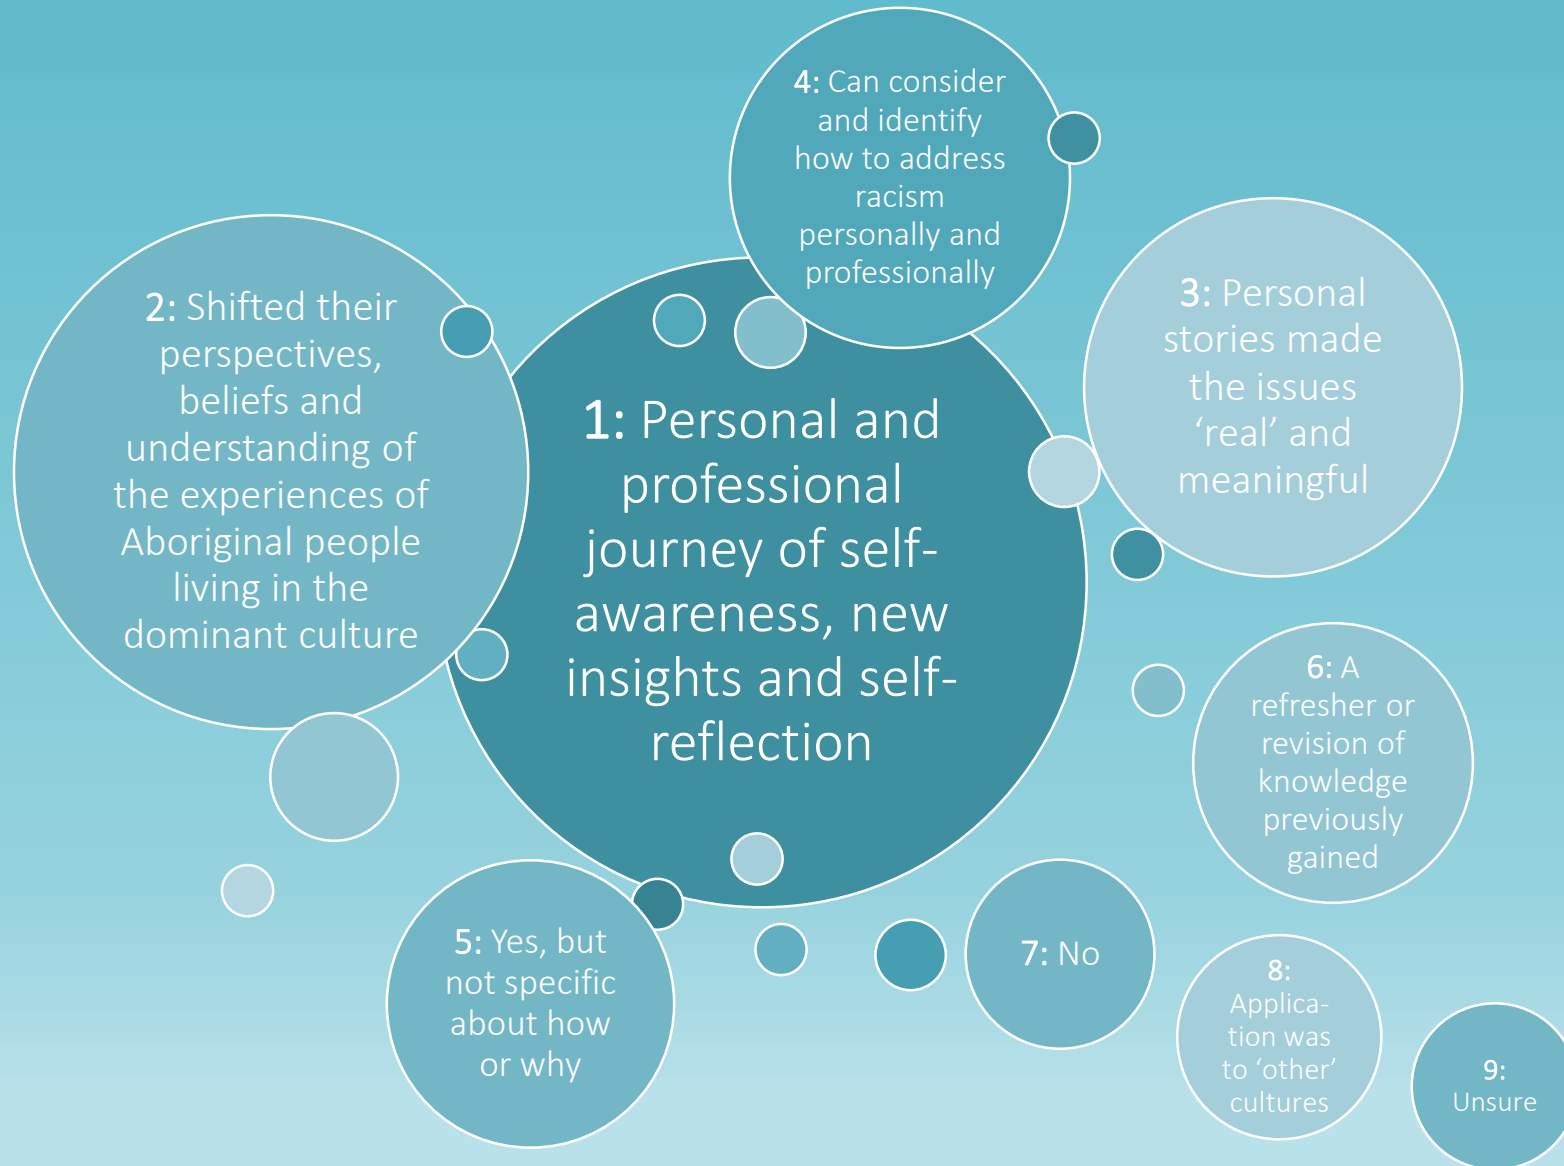 1: Personal and
professional
journey of self-
awareness, new
insights and self-
reflection
2: Shifted their
perspectives,
beliefs and
understanding of
the experiences of
Aboriginal people
living in the
dominant culture
3: Personal
stories made
the issues
‘real’ and
meaningful
4: Can consider
and identify
how to address
racism
personally and
professionally
5: Yes, but
not specific
about how
or why
6: A
refresher or
revision of
knowledge
previously
gained
7: No
8:
Applica-
tion was
to ‘other’
cultures
9:
Unsure